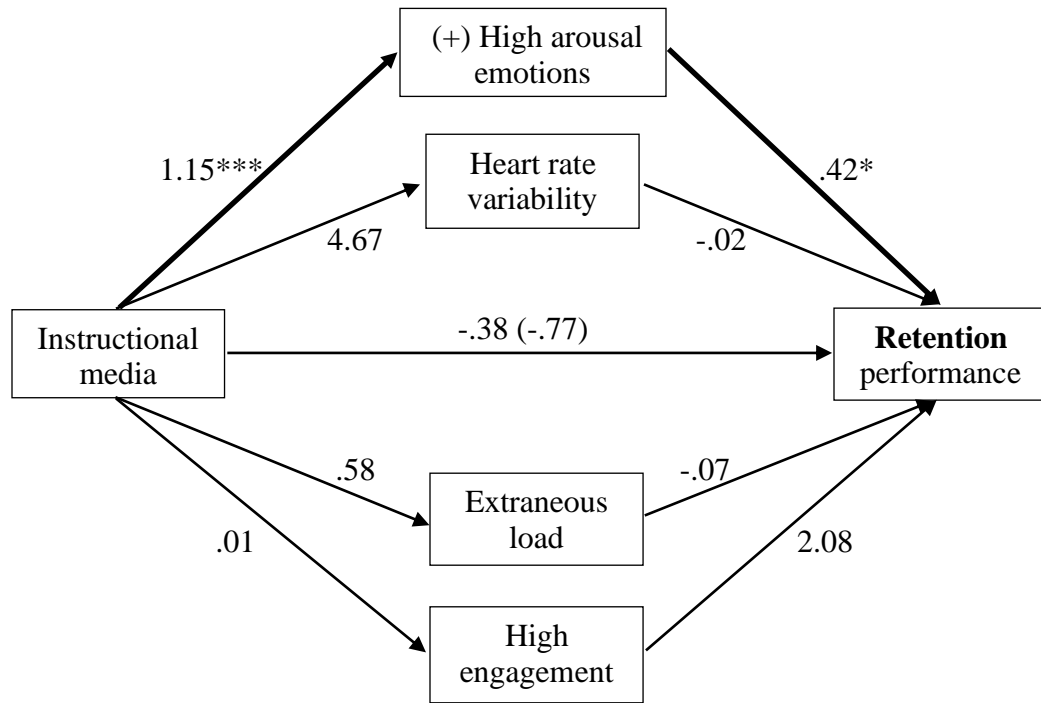 (+) High arousal
emotions
1.15***
.42*
Heart rate
variability
4.67
-.02
Instructional
media
-.38 (-.77)
Retention
performance
.58
-.07
Extraneous
load
.01
2.08
High
engagement